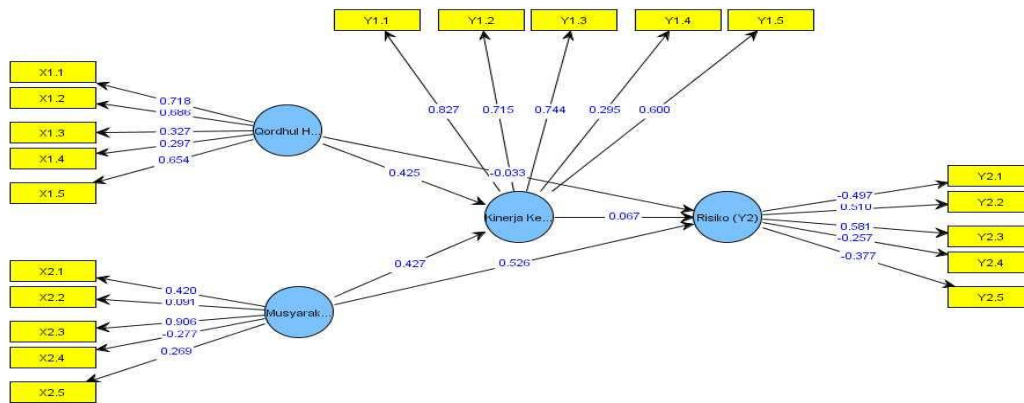 Y1.1
Y1.2
Y1.3
Y1.4
Y1.5
X1.1
X1.2
X1.3
X1.4
X1.5
0.718
0.686
0.327
0.297
0.654
Qordhul H...
0.827
0.715
0.744
0.295
0.600
0.425
-0.033
Kinerja Ke...
0.067
Risiko (Y2)
-0.497
0.510
0.581
-0.257
-0.377
Y2.1
Y2.2
Y2.3
Y2.4
Y2.5
0.427
0.526
X2.1
X2.2
X2.3
X2.4
X2.5
0.420
0.091
0.906
-0.277
0.269
Musyarak...